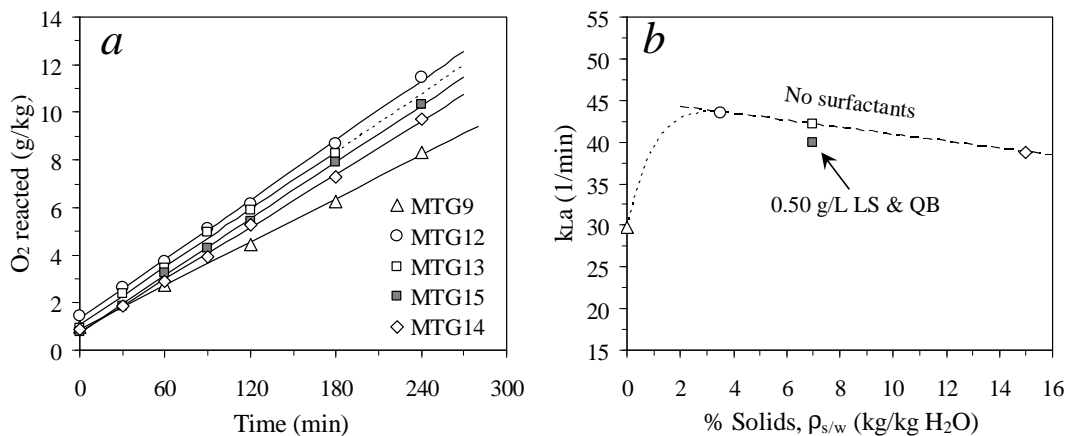 a
O2 reacted (g/kg)
14
12
10
8
6
4
2
0
MTG9
MTG12
MTG13
MTG15
MTG14
0 60 120 180 240 300
Time (min)
b
kLa (1/min)
55
50
45
40
35
30
25
20
15
No surfactants
0.50 g/L LS & QB
0 2 4 6 8 10 12 14 16
% Solids, ρs/w (kg/kg H2O)